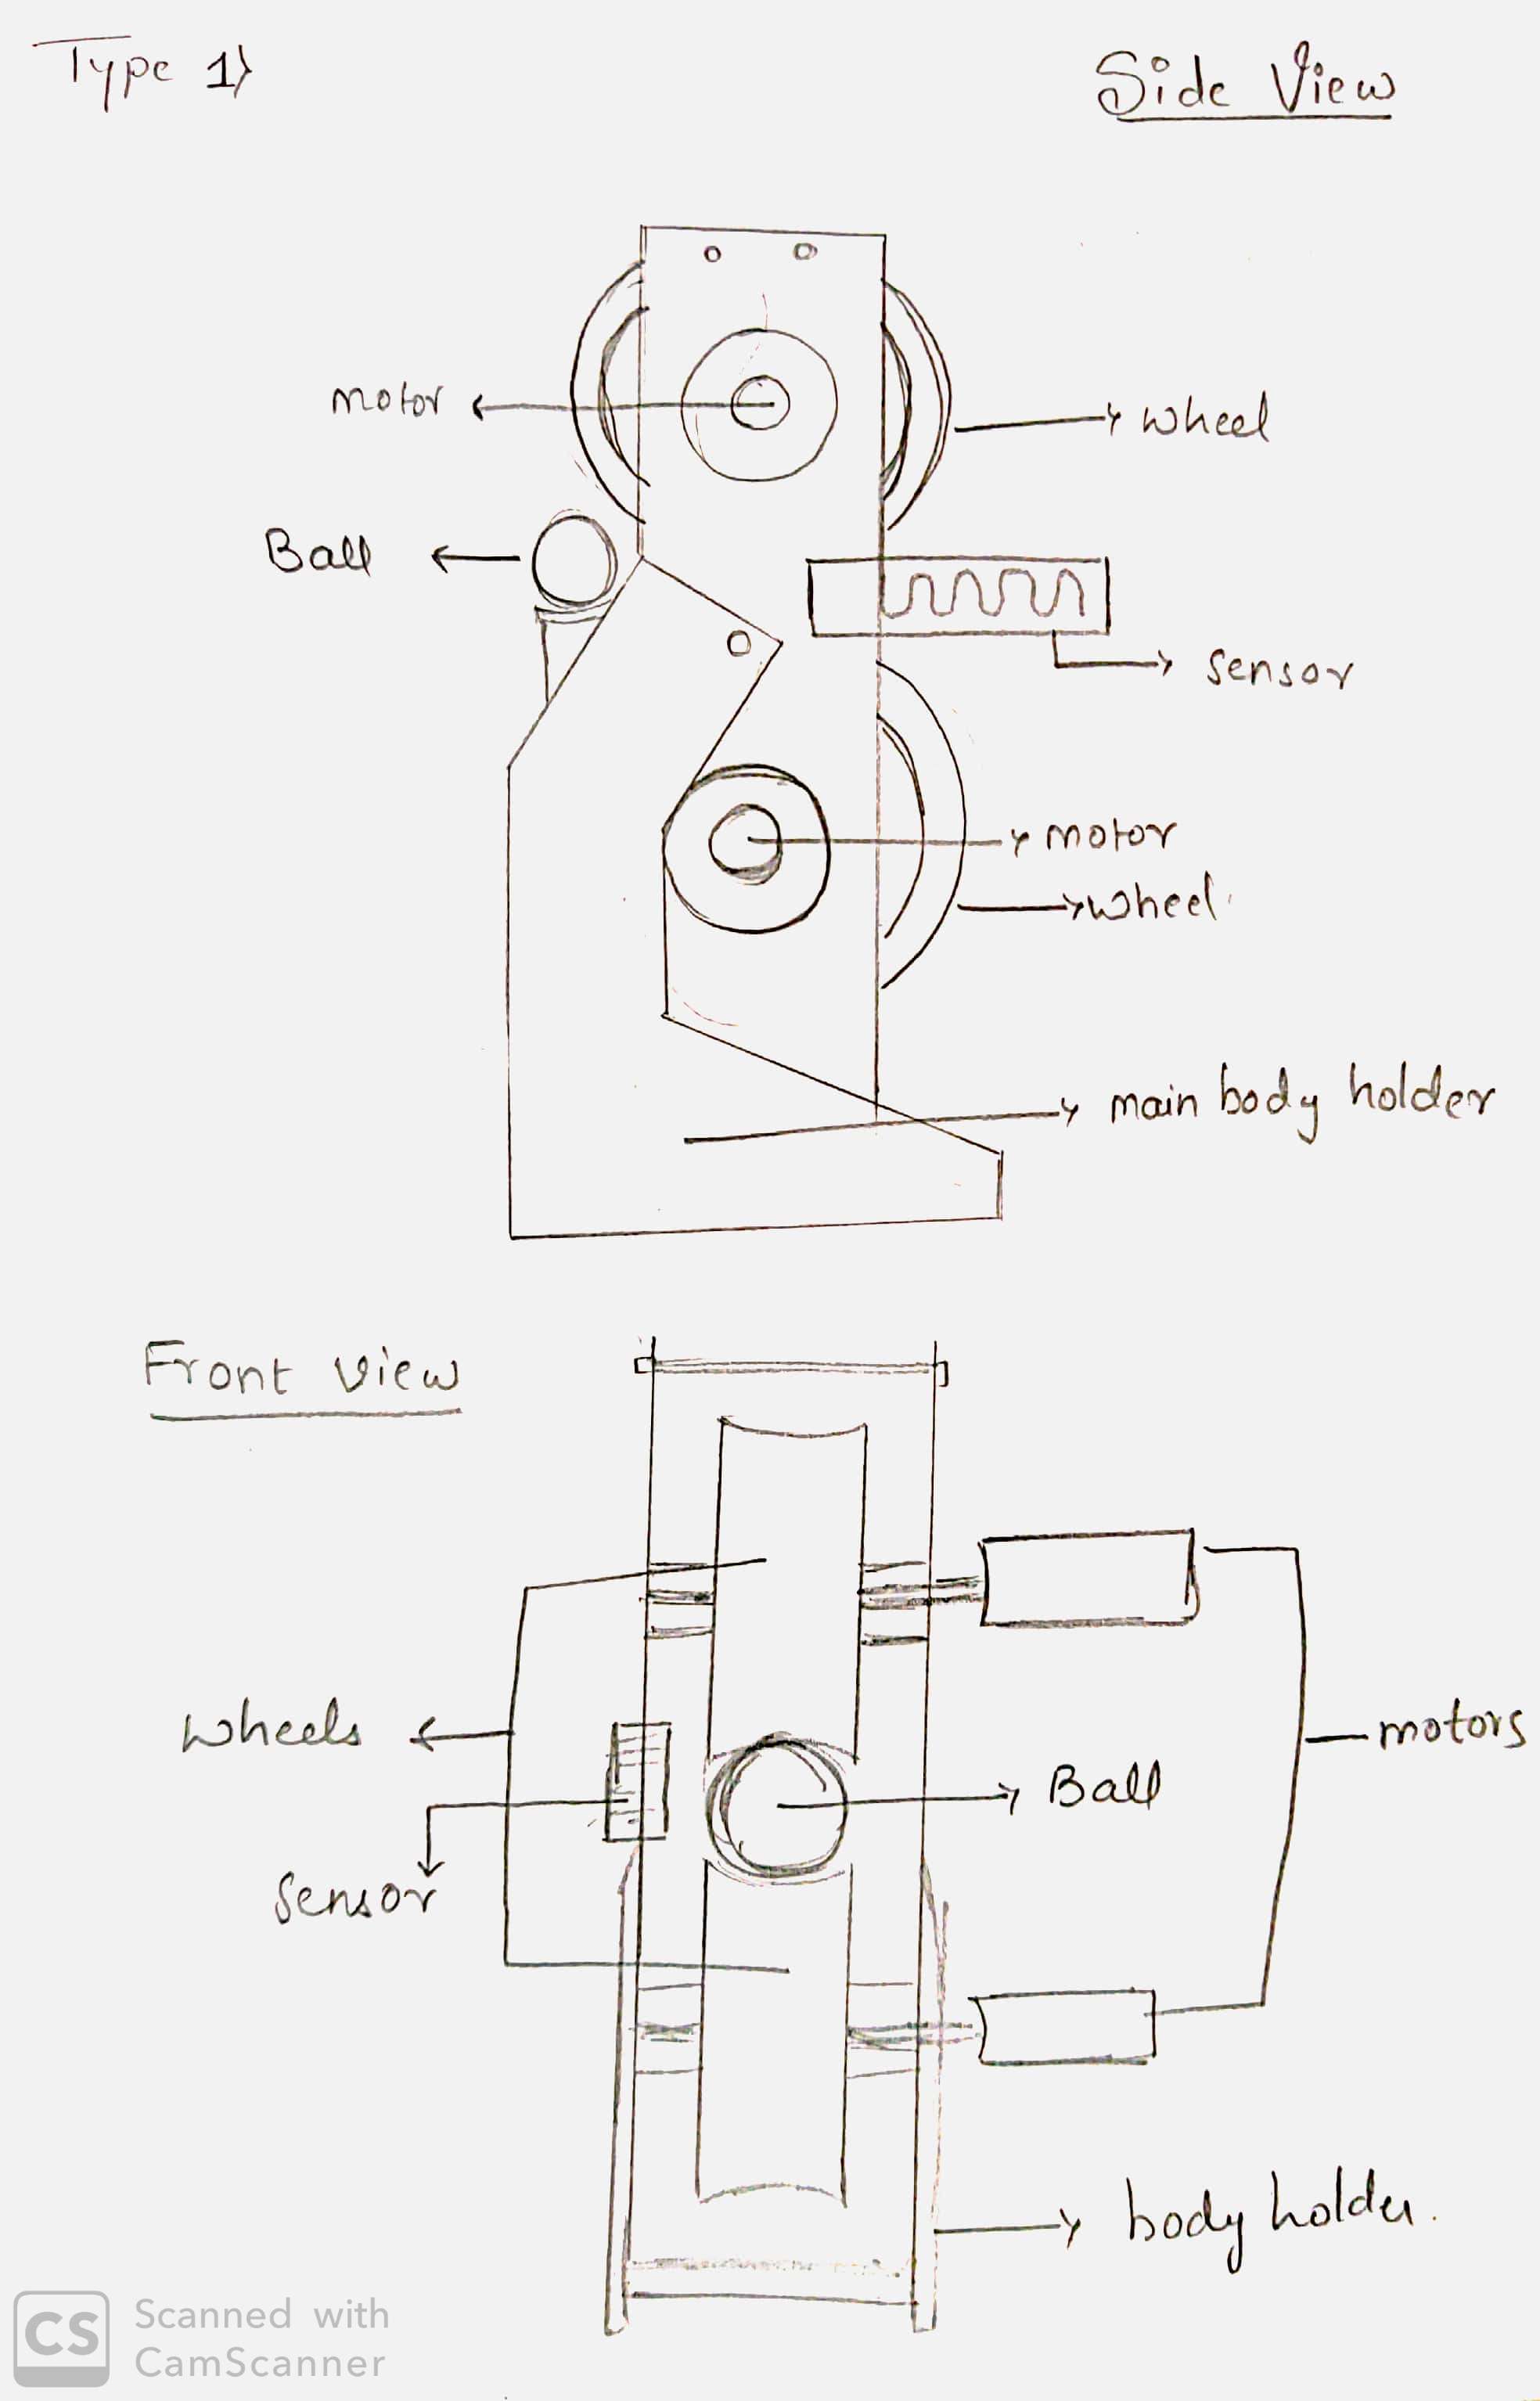 Type 1)
Side View
motor
wheel
Ball
sensor
motor
wheel
main body holder
Front view
wheels
motors
Ball
sensor
body holder.
CS
Scanned with
CamScanner